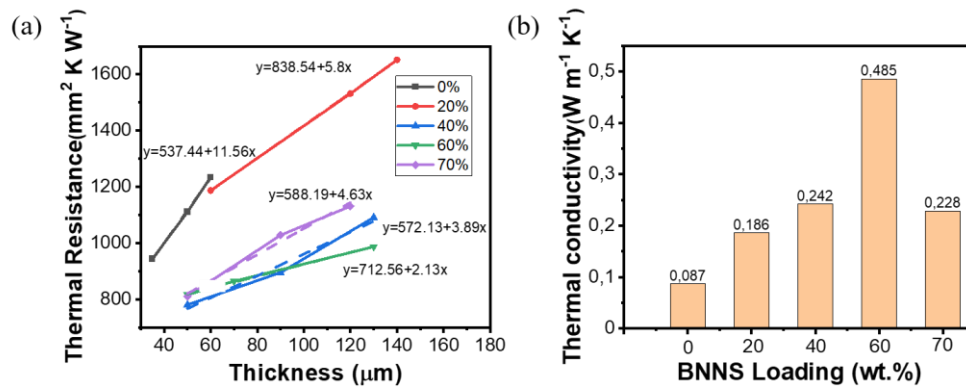 (a)
Thermal Resistance(mm² K W⁻¹)
1600
1400
1200
1000
800
y=838.54+5.8x
y=537.44+11.56x
y=588.19+4.63x
y=572.13+3.89x
y=712.56+2.13x
0%
20%
40%
60%
70%
40 60 80 100 120 140 160 180
Thickness (µm)
(b)
Thermal conductivity(W m⁻¹ K⁻¹)
0,5
0,4
0,3
0,2
0,1
0
0,087
0,186
0,242
0,485
0,228
0 20 40 60 70
BNNS Loading (wt.%)